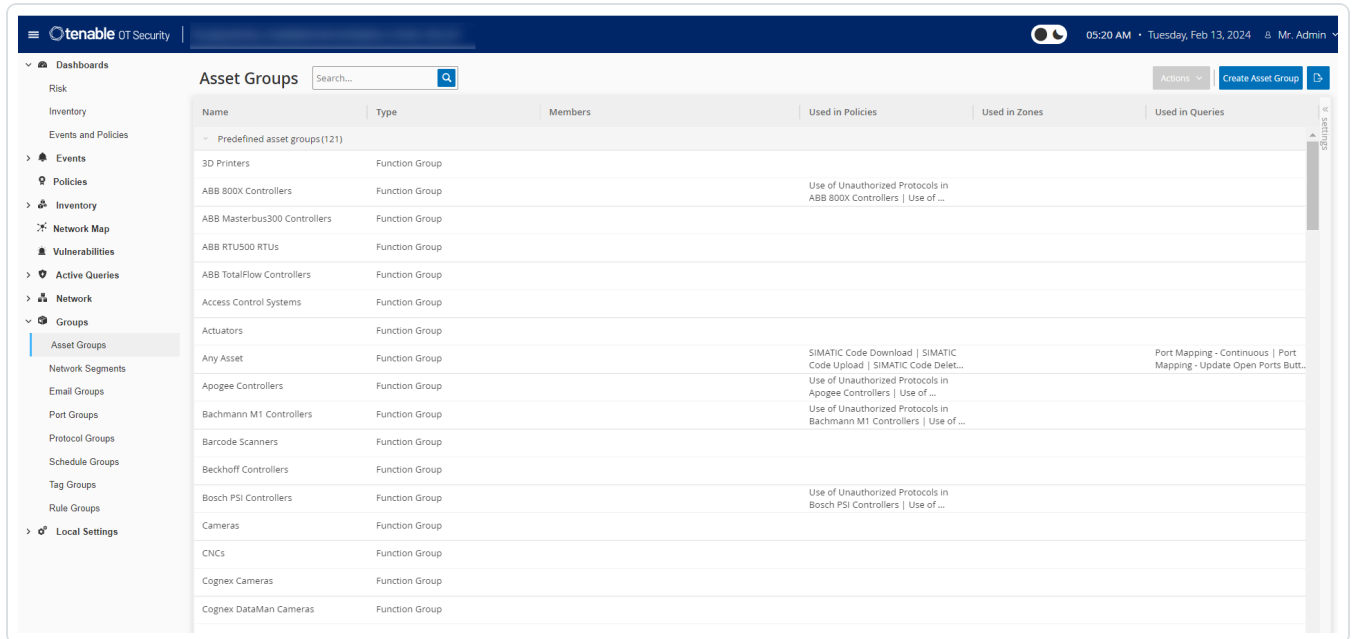 tenable OT Security
05:20 AM • Tuesday, Feb 13, 2024 Mr. Admin
Dashboards
Risk
Inventory
Events and Policies
Events
Policies
Inventory
Network Map
Vulnerabilities
Active Queries
Network
Groups
Asset Groups
Network Segments
Email Groups
Port Groups
Protocol Groups
Schedule Groups
Tag Groups
Rule Groups
Local Settings
Asset Groups Search... Actions Create Asset Group
Name Type Members Used in Policies Used in Zones Used in Queries
settings
Predefined asset groups (121)
3D Printers Function Group
ABB 800X Controllers Function Group Use of Unauthorized Protocols in
ABB 800X Controllers | Use of ...
ABB Masterbus300 Controllers Function Group
ABB RTU500 RTUs Function Group
ABB TotalFlow Controllers Function Group
Access Control Systems Function Group
Actuators Function Group
Any Asset Function Group SIMATIC Code Download | SIMATIC Port Mapping - Continuous | Port
Code Upload | SIMATIC Code Delet... Mapping - Update Open Ports Butt...
Apogee Controllers Function Group Use of Unauthorized Protocols in
Apogee Controllers | Use of ...
Bachmann M1 Controllers Function Group Use of Unauthorized Protocols in
Bachmann M1 Controllers | Use of ...
Barcode Scanners Function Group
Beckhoff Controllers Function Group
Bosch PSI Controllers Function Group Use of Unauthorized Protocols in
Bosch PSI Controllers | Use of ...
Cameras Function Group
CNCs Function Group
Cognex Cameras Function Group
Cognex DataMan Cameras Function Group